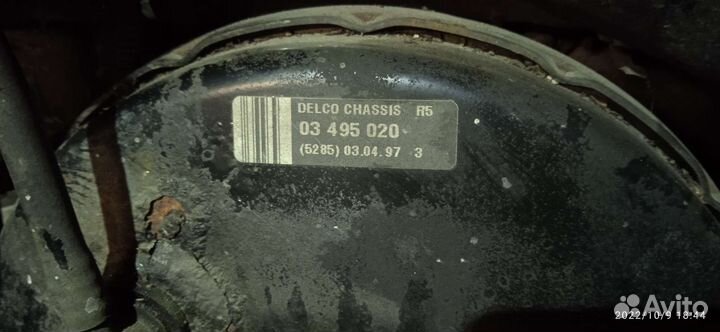 DELCO CHASSIS R5
03 495 020
(5285) 03.04.97 3
2022/10/9 18:44
Avito